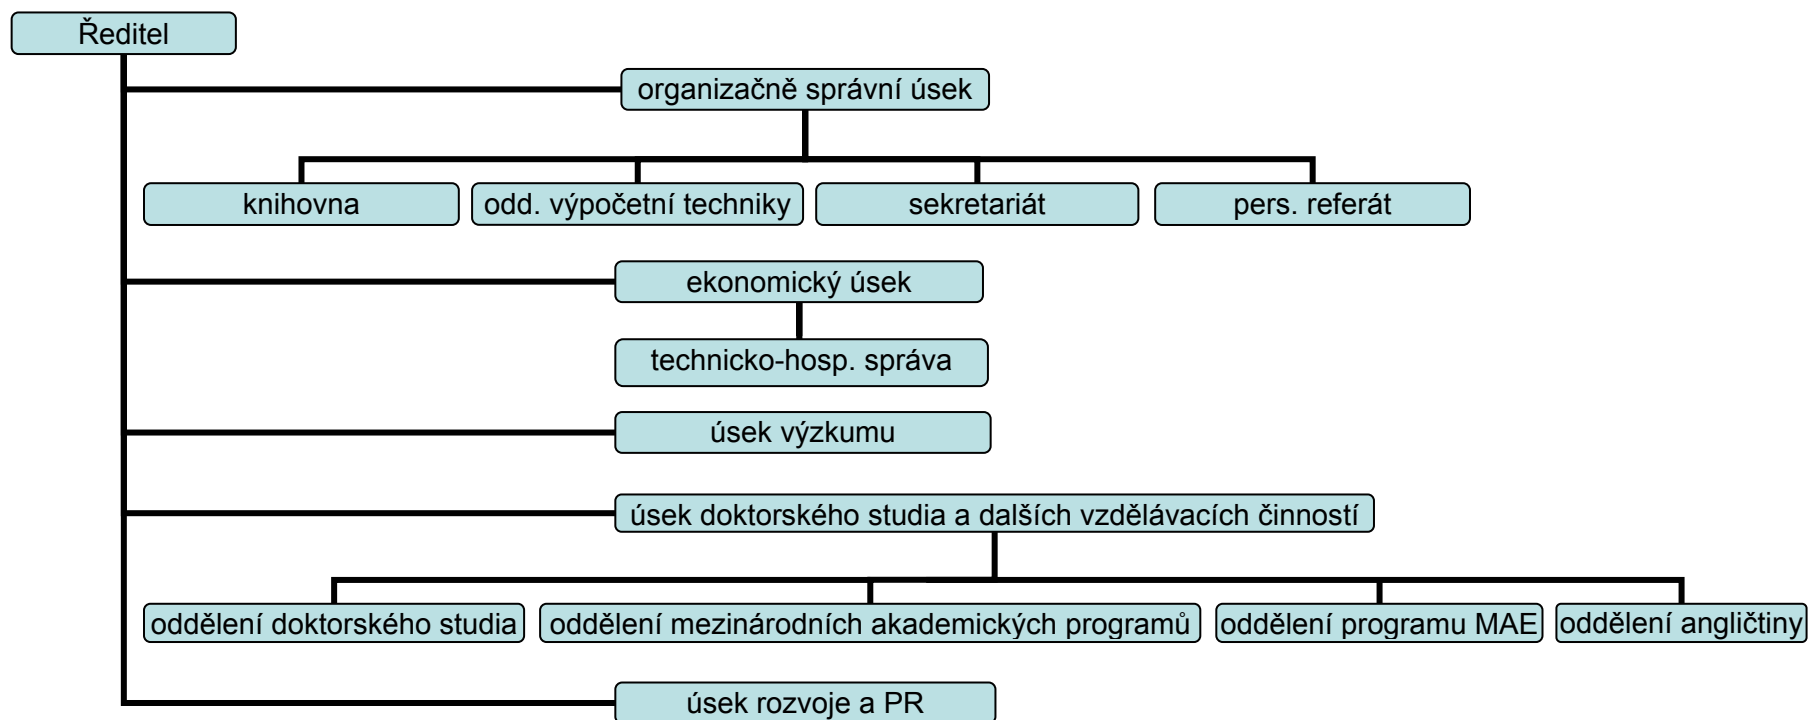 Ředitel
organizačně správní úsek
knihovna
odd. výpočetní techniky
sekretariát
pers. referát
ekonomický úsek
technicko-hosp. správa
úsek výzkumu
úsek doktorského studia a dalších vzdělávacích činností
oddělení doktorského studia
oddělení mezinárodních akademických programů
oddělení programu MAE
oddělení angličtiny
úsek rozvoje a PR